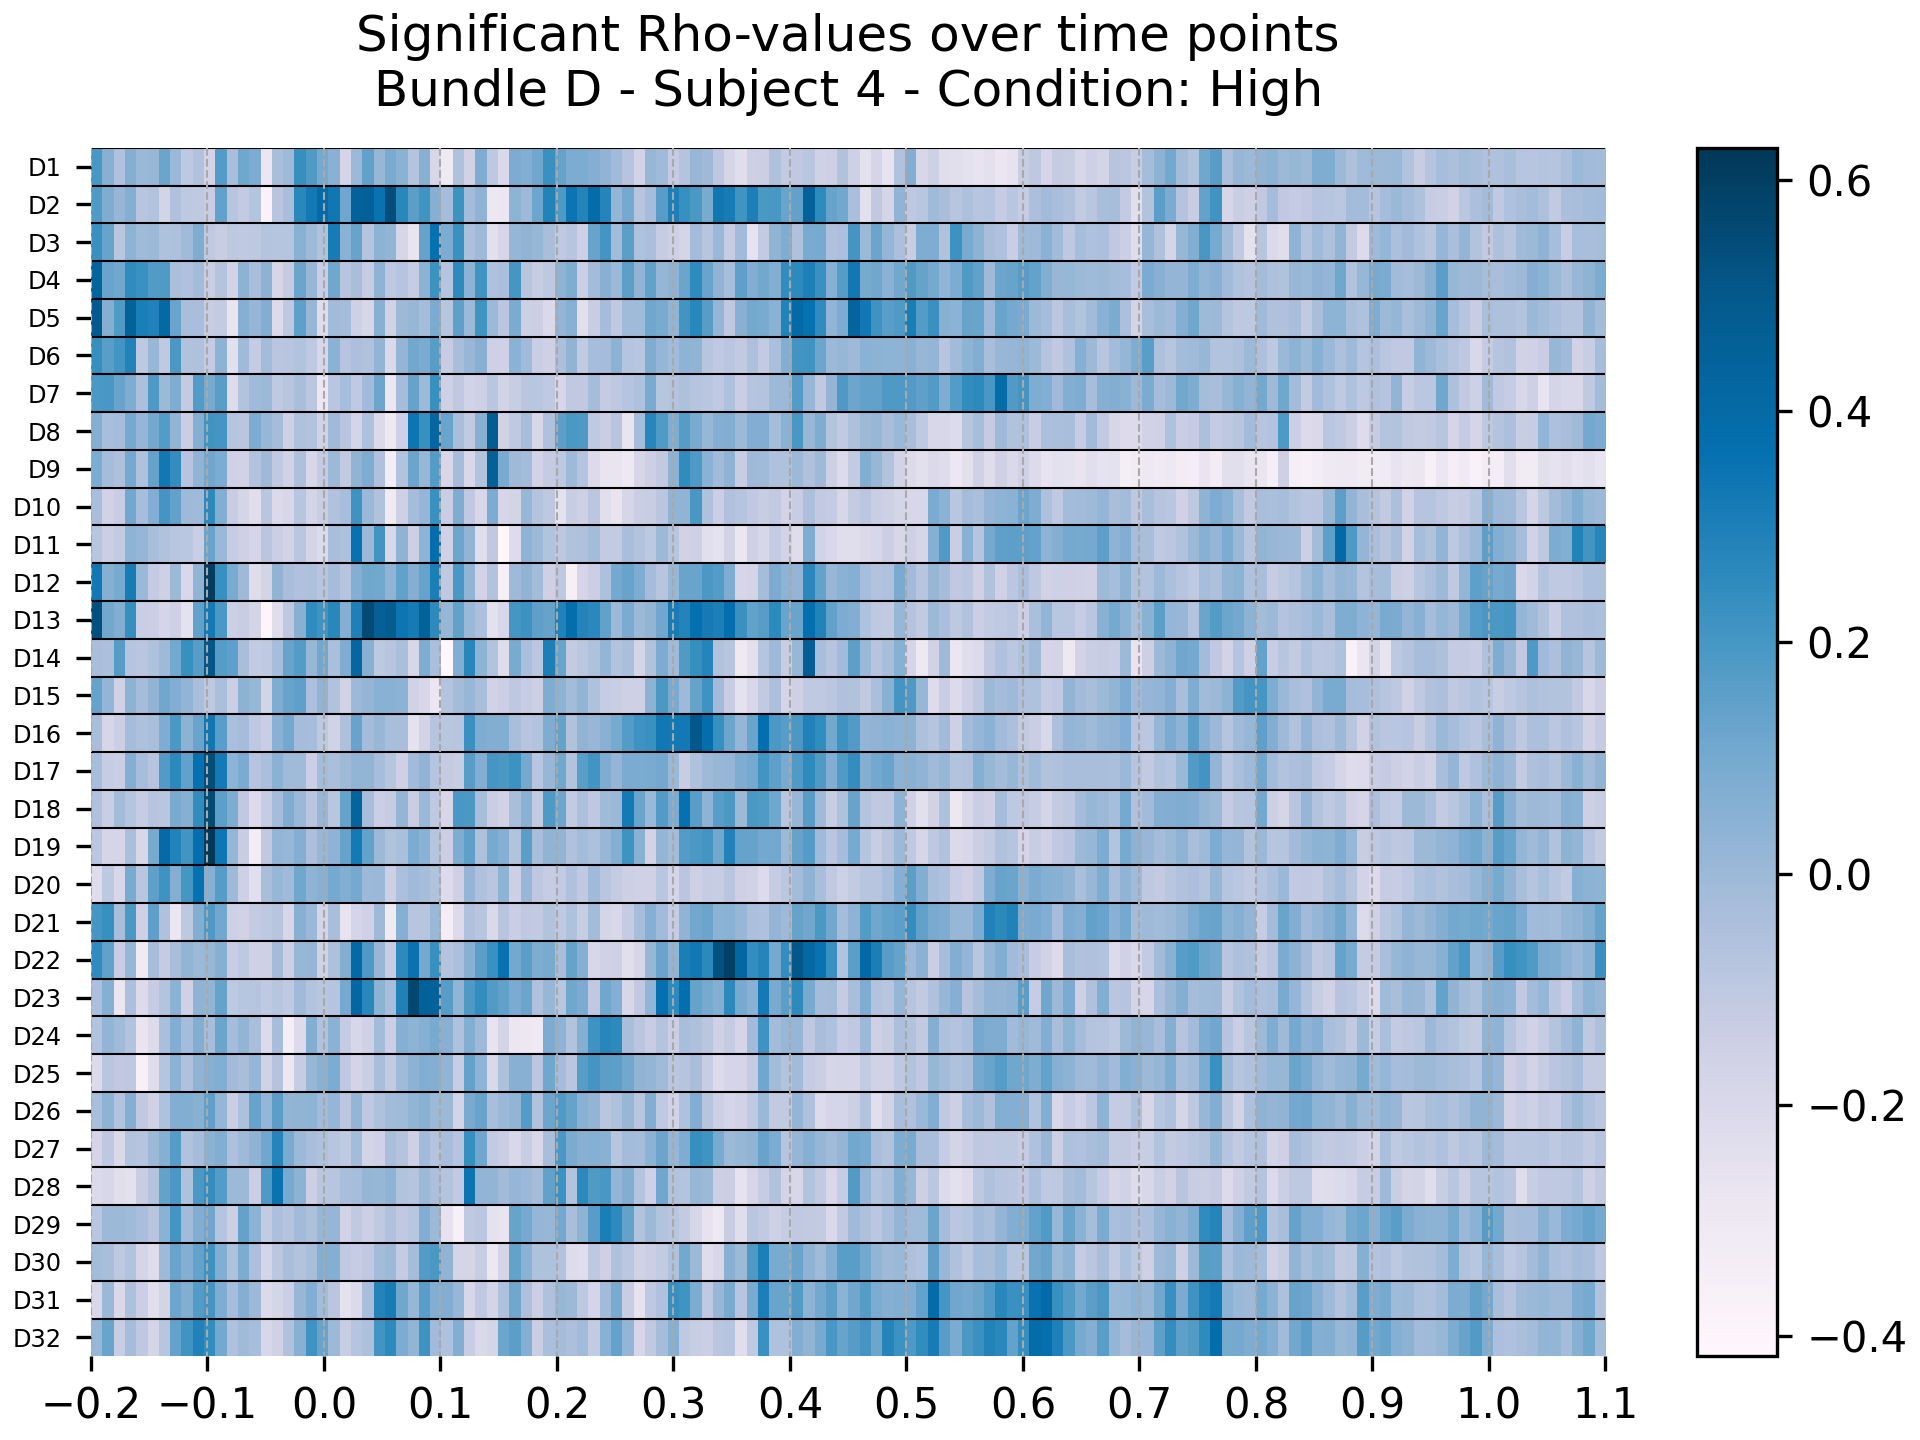 Significant Rho-values over time points
Bundle D - Subject 4 - Condition: High
D1
D2
D3
D4
D5
D6
D7
D8
D9
D10
D11
D12
D13
D14
D15
D16
D17
D18
D19
D20
D21
D22
D23
D24
D25
D26
D27
D28
D29
D30
D31
D32
−0.2 −0.1 0.0 0.1 0.2 0.3 0.4 0.5 0.6 0.7 0.8 0.9 1.0 1.1
0.6
0.4
0.2
0.0
−0.2
−0.4